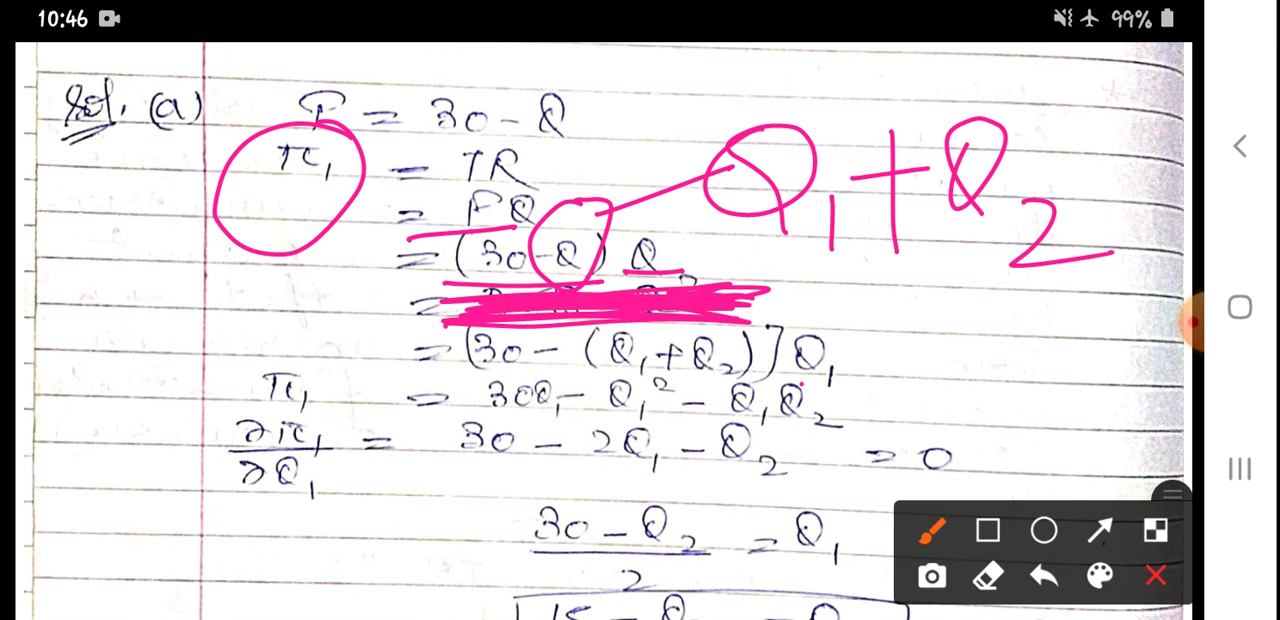 10:46
99%
Sol. (a) P = 30 - Q
π₁ = TR
= PQ
Q₁ + Q₂
= (30 - Q) Q
=
= [30 - (Q₁ + Q₂)] Q₁
π₁ = 30Q₁ - Q₁² - Q₁Q₂
∂π₁/∂Q₁ = 30 - 2Q₁ - Q₂ = 0
(30 - Q₂)/2 = Q₁